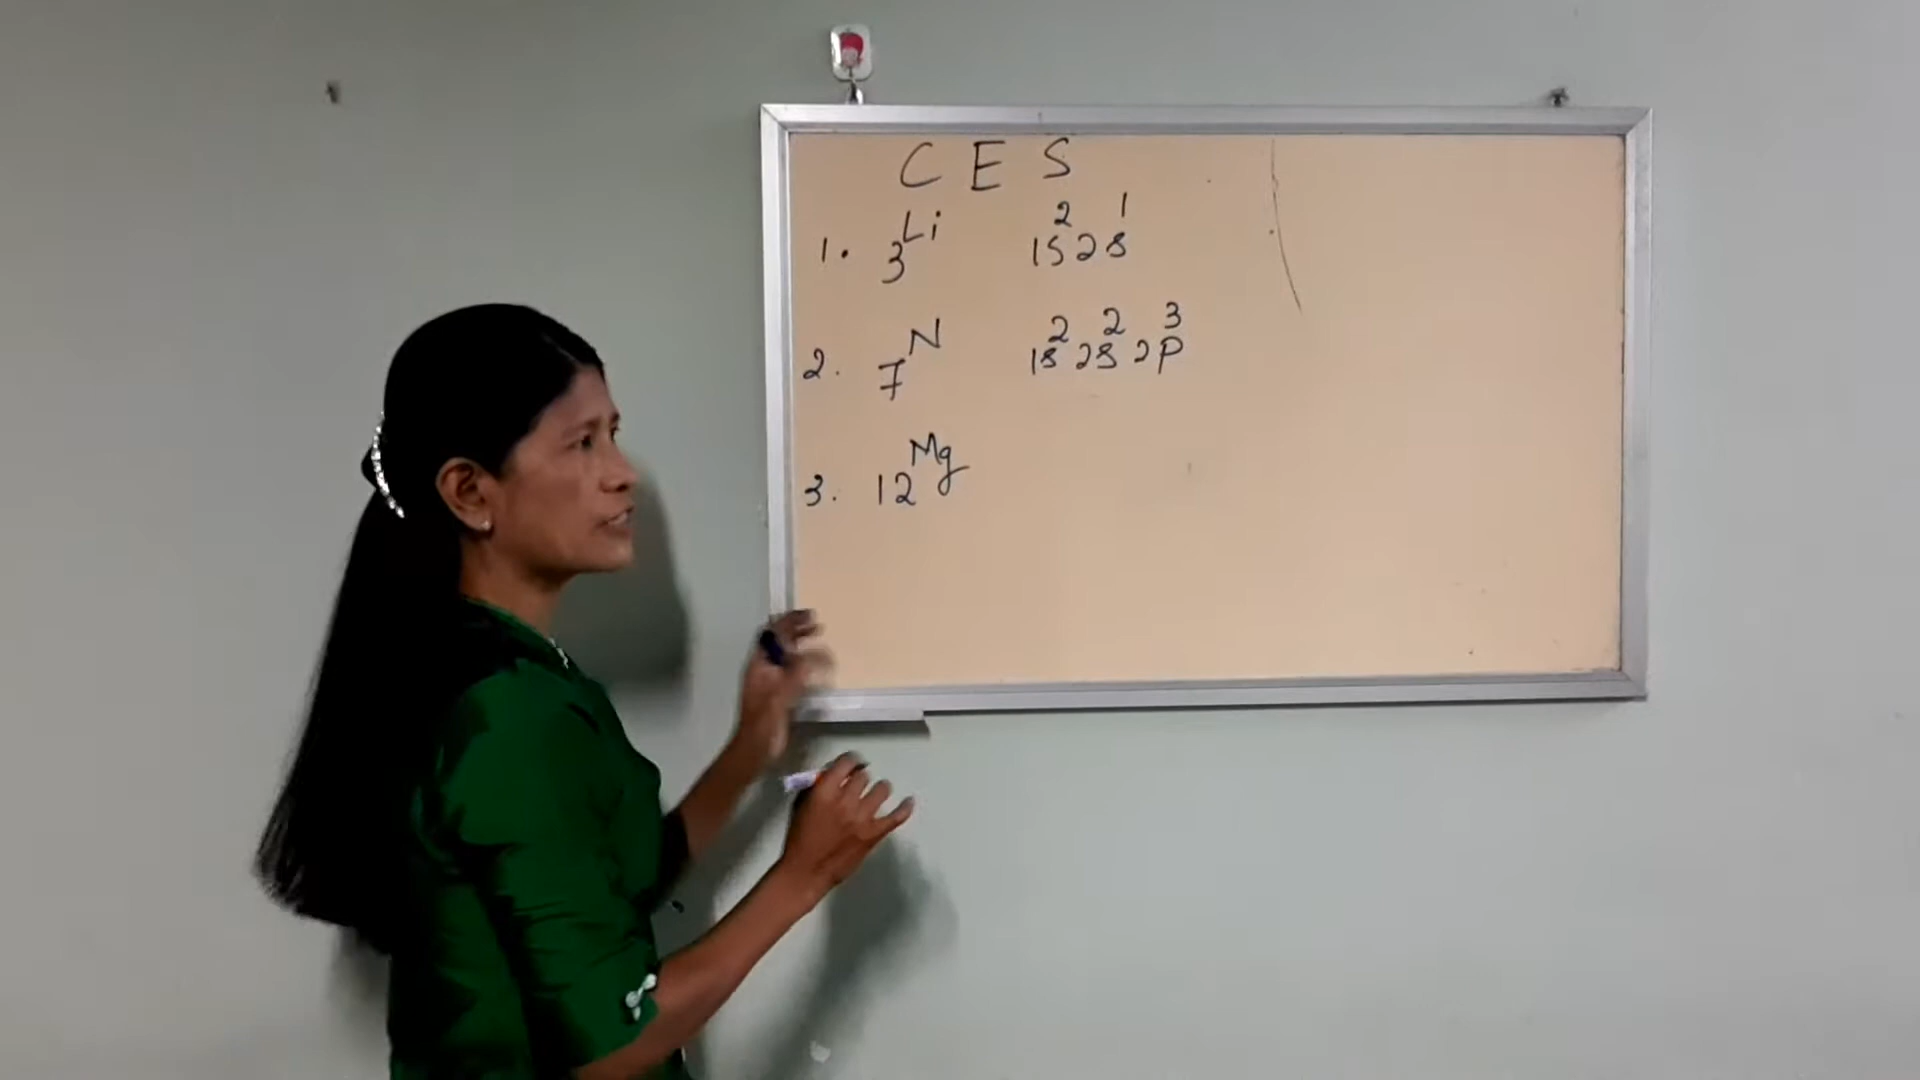 C E S
1. ₃Li 1s² 2s¹
2. ₇N 1s² 2s² 2p³
3. ₁₂Mg